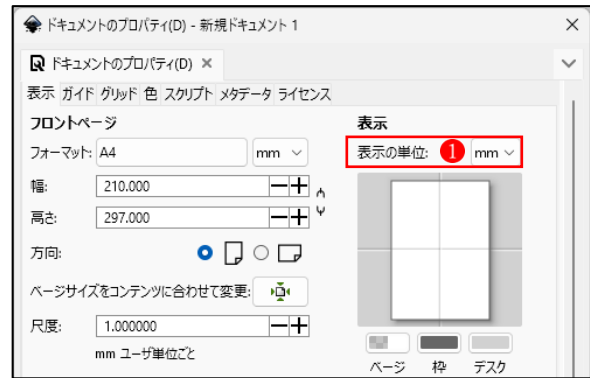 ドキュメントのプロパティ(D) - 新規ドキュメント 1
ドキュメントのプロパティ(D)
表示 ガイド グリッド 色 スクリプト メタデータ ライセンス
フロントページ
フォーマット: A4 mm
幅: 210.000
高さ: 297.000
方向:
ページサイズをコンテンツに合わせて変更:
尺度: 1.000000
mm ユーザ単位ごと
表示
表示の単位: 1 mm
ページ 枠 デスク